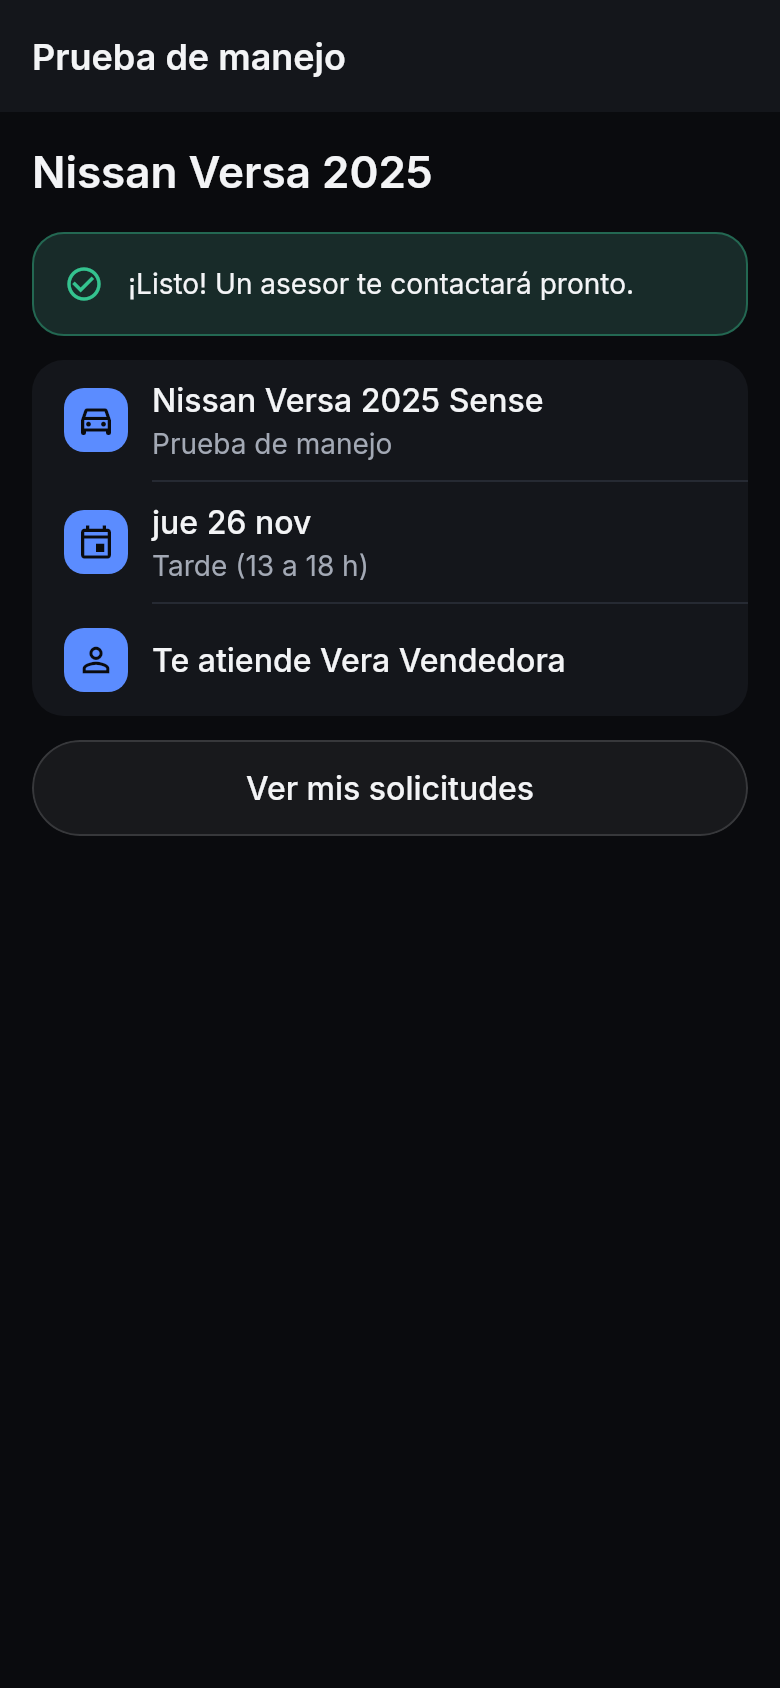 Prueba de manejo
Nissan Versa 2025
¡Listo! Un asesor te contactará pronto.
Nissan Versa 2025 Sense
Prueba de manejo
jue 26 nov
Tarde (13 a 18 h)
Te atiende Vera Vendedora
Ver mis solicitudes